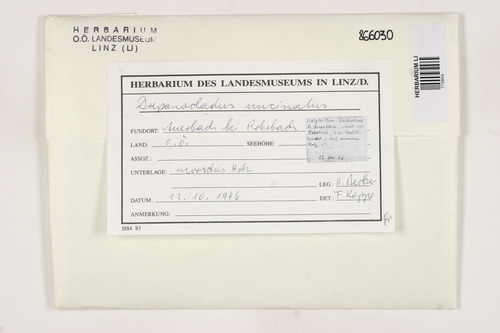 HERBARIUM
O.Ö. LANDESMUSEUM
LINZ (LI)
866030
HERBARIUM LI
HERBARIUM DES LANDESMUSEUMS IN LINZ/D.
Drepanocladus uncinatus
FUNDORT: Auerbach bei Rohrbach
LAND: O.Ö. SEEHÖHE:
ASSOZ.:
UNTERLAGE: morsches Holz
LEG.: H. Becker
DATUM: 13. 10. 1986 DET.: F.
ANMERKUNG:
1884 83